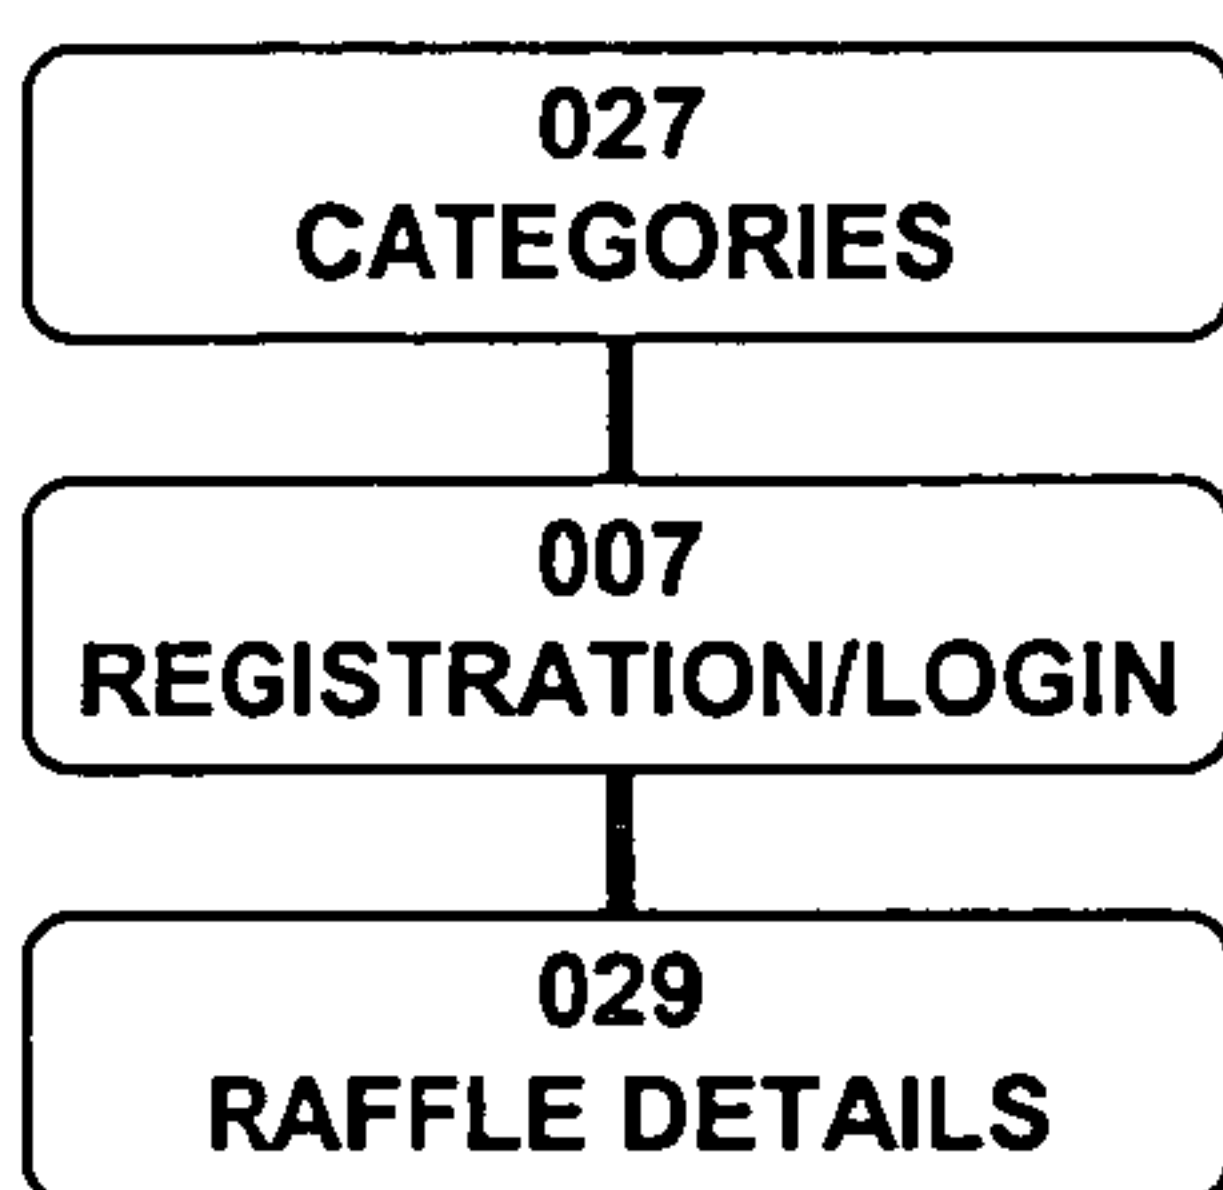 027
CATEGORIES
007
REGISTRATION/LOGIN
029
RAFFLE DETAILS